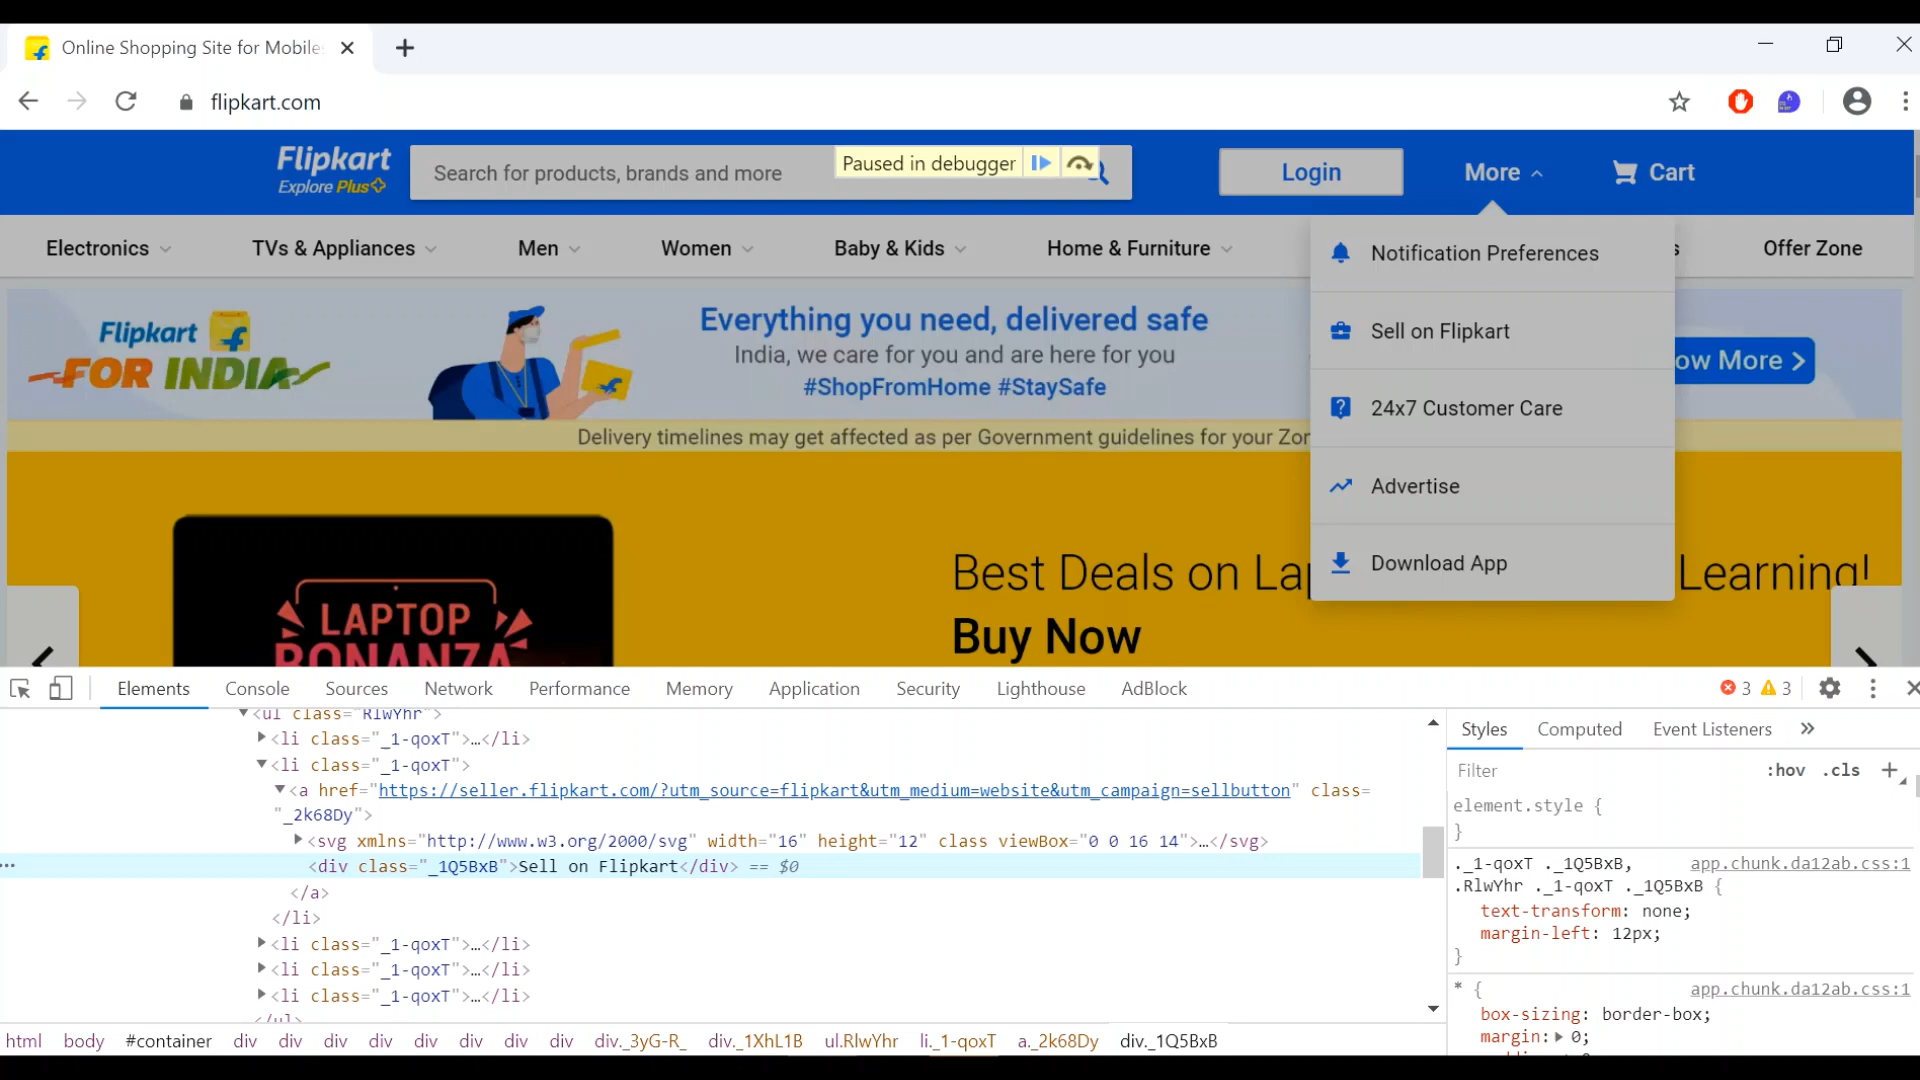 Online Shopping Site for Mobiles
flipkart.com
Flipkart
Explore Plus
Search for products, brands and more
Paused in debugger
Login
More
Cart
Electronics
TVs & Appliances
Men
Women
Baby & Kids
Home & Furniture
s
Offer Zone
Notification Preferences
Sell on Flipkart
24x7 Customer Care
Advertise
Download App
Flipkart
FOR INDIA
Everything you need, delivered safe
India, we care for you and are here for you
#ShopFromHome #StaySafe
ow More >
Delivery timelines may get affected as per Government guidelines for your Zon
LAPTOP
BONANZA
Best Deals on Lap
Learning!
Buy Now
Elements
Console
Sources
Network
Performance
Memory
Application
Security
Lighthouse
AdBlock
3
3
<ul class="RlwYhr">
<li class="_1-qoxT">…</li>
<li class="_1-qoxT">
<a href="https://seller.flipkart.com/?utm_source=flipkart&utm_medium=website&utm_campaign=sellbutton" class=
"_2k68Dy">
<svg xmlns="http://www.w3.org/2000/svg" width="16" height="12" class viewBox="0 0 16 14">…</svg>
<div class="_1Q5BxB">Sell on Flipkart</div> == $0
</a>
</li>
<li class="_1-qoxT">…</li>
<li class="_1-qoxT">…</li>
<li class="_1-qoxT">…</li>
</ul>
html body #container div div div div div div div div div._3yG-R_ div._1XhL1B ul.RlwYhr li._1-qoxT a._2k68Dy div._1Q5BxB
Styles
Computed
Event Listeners
Filter
:hov .cls +
element.style {
}
._1-qoxT ._1Q5BxB, app.chunk.da12ab.css:1
.RlwYhr ._1-qoxT ._1Q5BxB {
text-transform: none;
margin-left: 12px;
}
* { app.chunk.da12ab.css:1
box-sizing: border-box;
margin: 0;